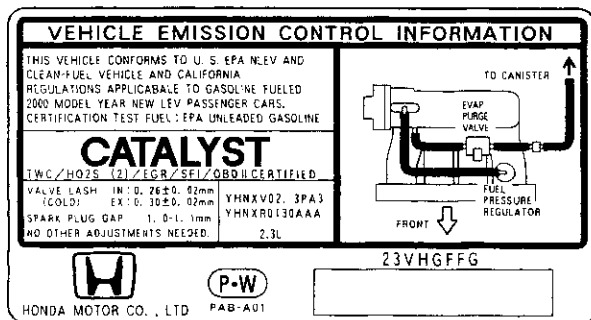 VEHICLE EMISSION CONTROL INFORMATION
THIS VEHICLE CONFORMS TO U. S. EPA NLEV AND
CLEAN-FUEL VEHICLE AND CALIFORNIA
REGULATIONS APPLICABALE TO GASOLINE FUELED
2000 MODEL YEAR NEW LEV PASSENGER CARS.
CERTIFICATION TEST FUEL : EPA UNLEADED GASOLINE
CATALYST
TWC/HO2S (2)/EGR/SFI/OBDIICERTIFIED
VALVE LASH IN: 0. 26±0. 02mm
(COLD) EX: 0. 30±0. 02mm
SPARK PLUG GAP 1. 0-1. 1mm
NO OTHER ADJUSTMENTS NEEDED.
YHNXV02. 3PA3
YHNXR0130AAA
2.3L
TO CANISTER
EVAP
PURGE
VALVE
FUEL
PRESSURE
REGULATOR
FRONT
23VHGFFG
HONDA MOTOR CO. , LTD
P•W
PAB-A01